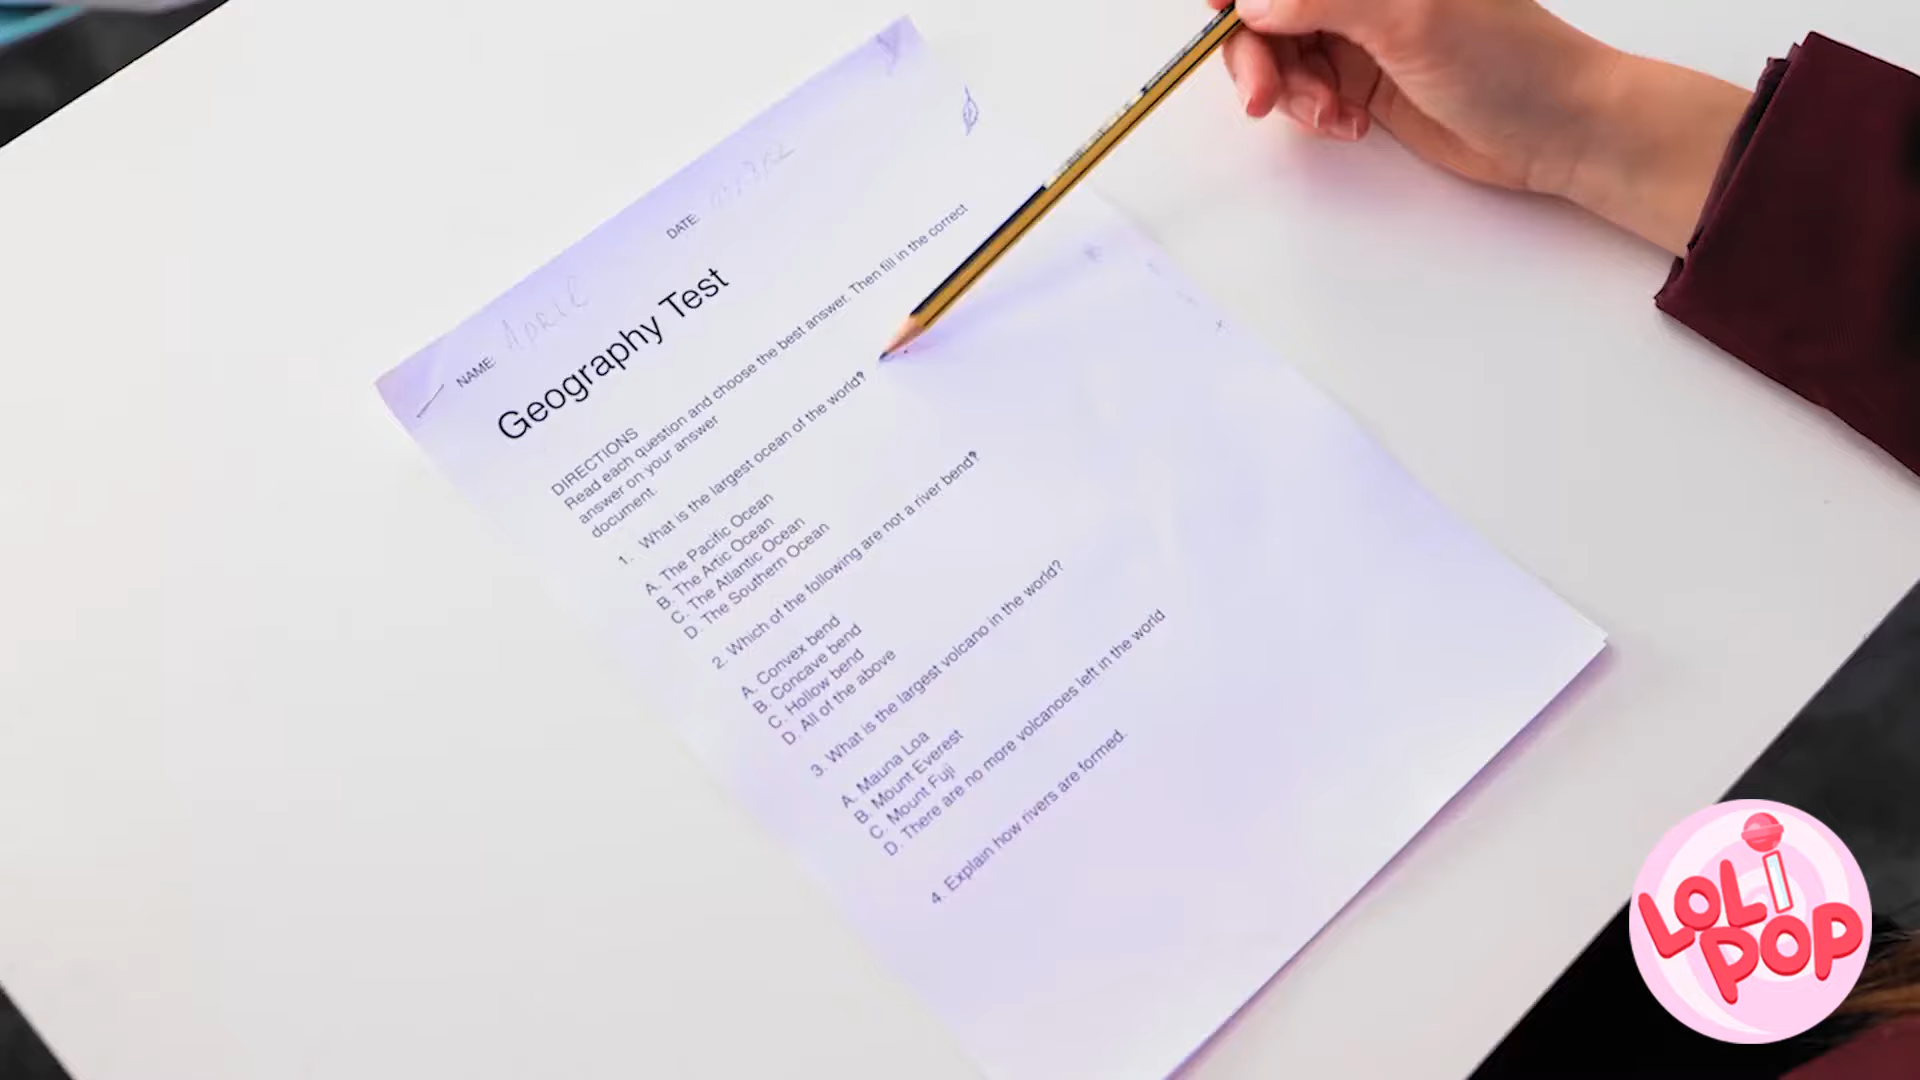 NAME: APRIL
DATE:
Geography Test
DIRECTIONS
Read each question and choose the best answer. Then fill in the correct
answer on your answer
document.
1. What is the largest ocean of the world?
A. The Pacific Ocean
B. The Artic Ocean
C. The Atlantic Ocean
D. The Southern Ocean
2. Which of the following are not a river bend?
A. Convex bend
B. Concave bend
C. Hollow bend
D. All of the above
3. What is the largest volcano in the world?
A. Mauna Loa
B. Mount Everest
C. Mount Fuji
D. There are no more volcanoes left in the world
4. Explain how rivers are formed.
LOLiPOP